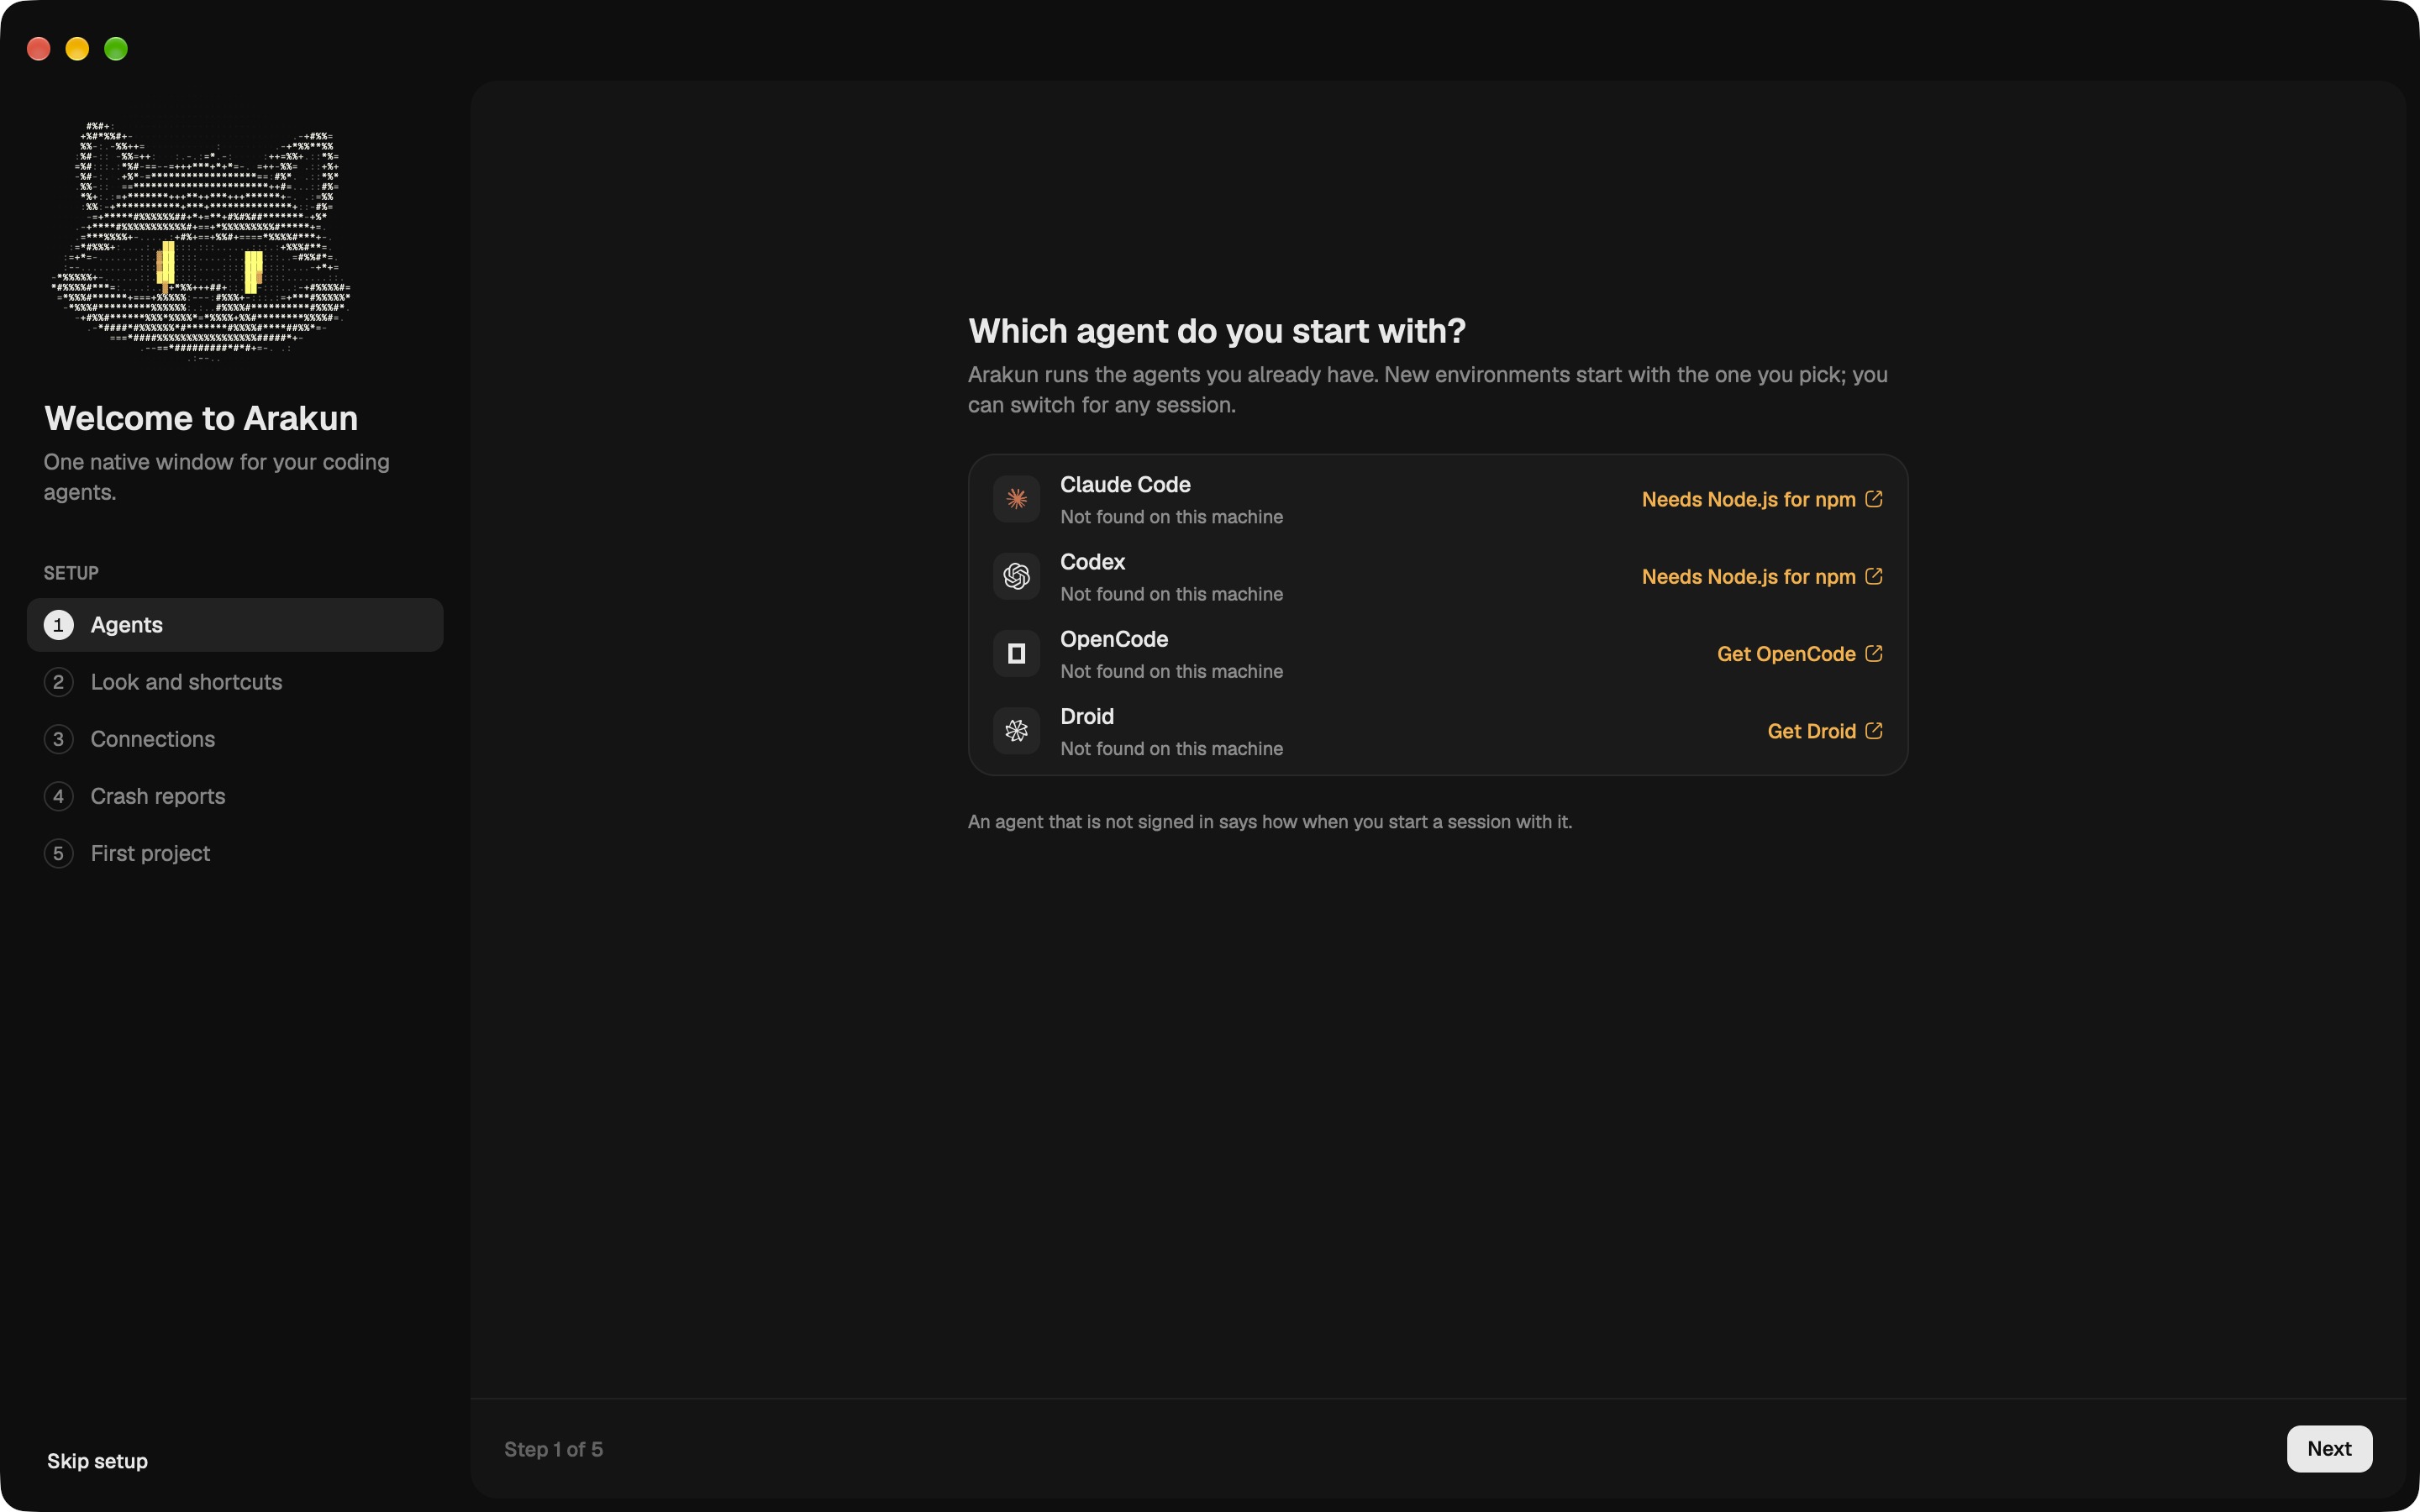 Welcome to Arakun
One native window for your coding
agents.
SETUP
1 Agents
2 Look and shortcuts
3 Connections
4 Crash reports
5 First project
Skip setup
Which agent do you start with?
Arakun runs the agents you already have. New environments start with the one you pick; you
can switch for any session.
Claude Code
Not found on this machine
Needs Node.js for npm
Codex
Not found on this machine
Needs Node.js for npm
OpenCode
Not found on this machine
Get OpenCode
Droid
Not found on this machine
Get Droid
An agent that is not signed in says how when you start a session with it.
Step 1 of 5
Next